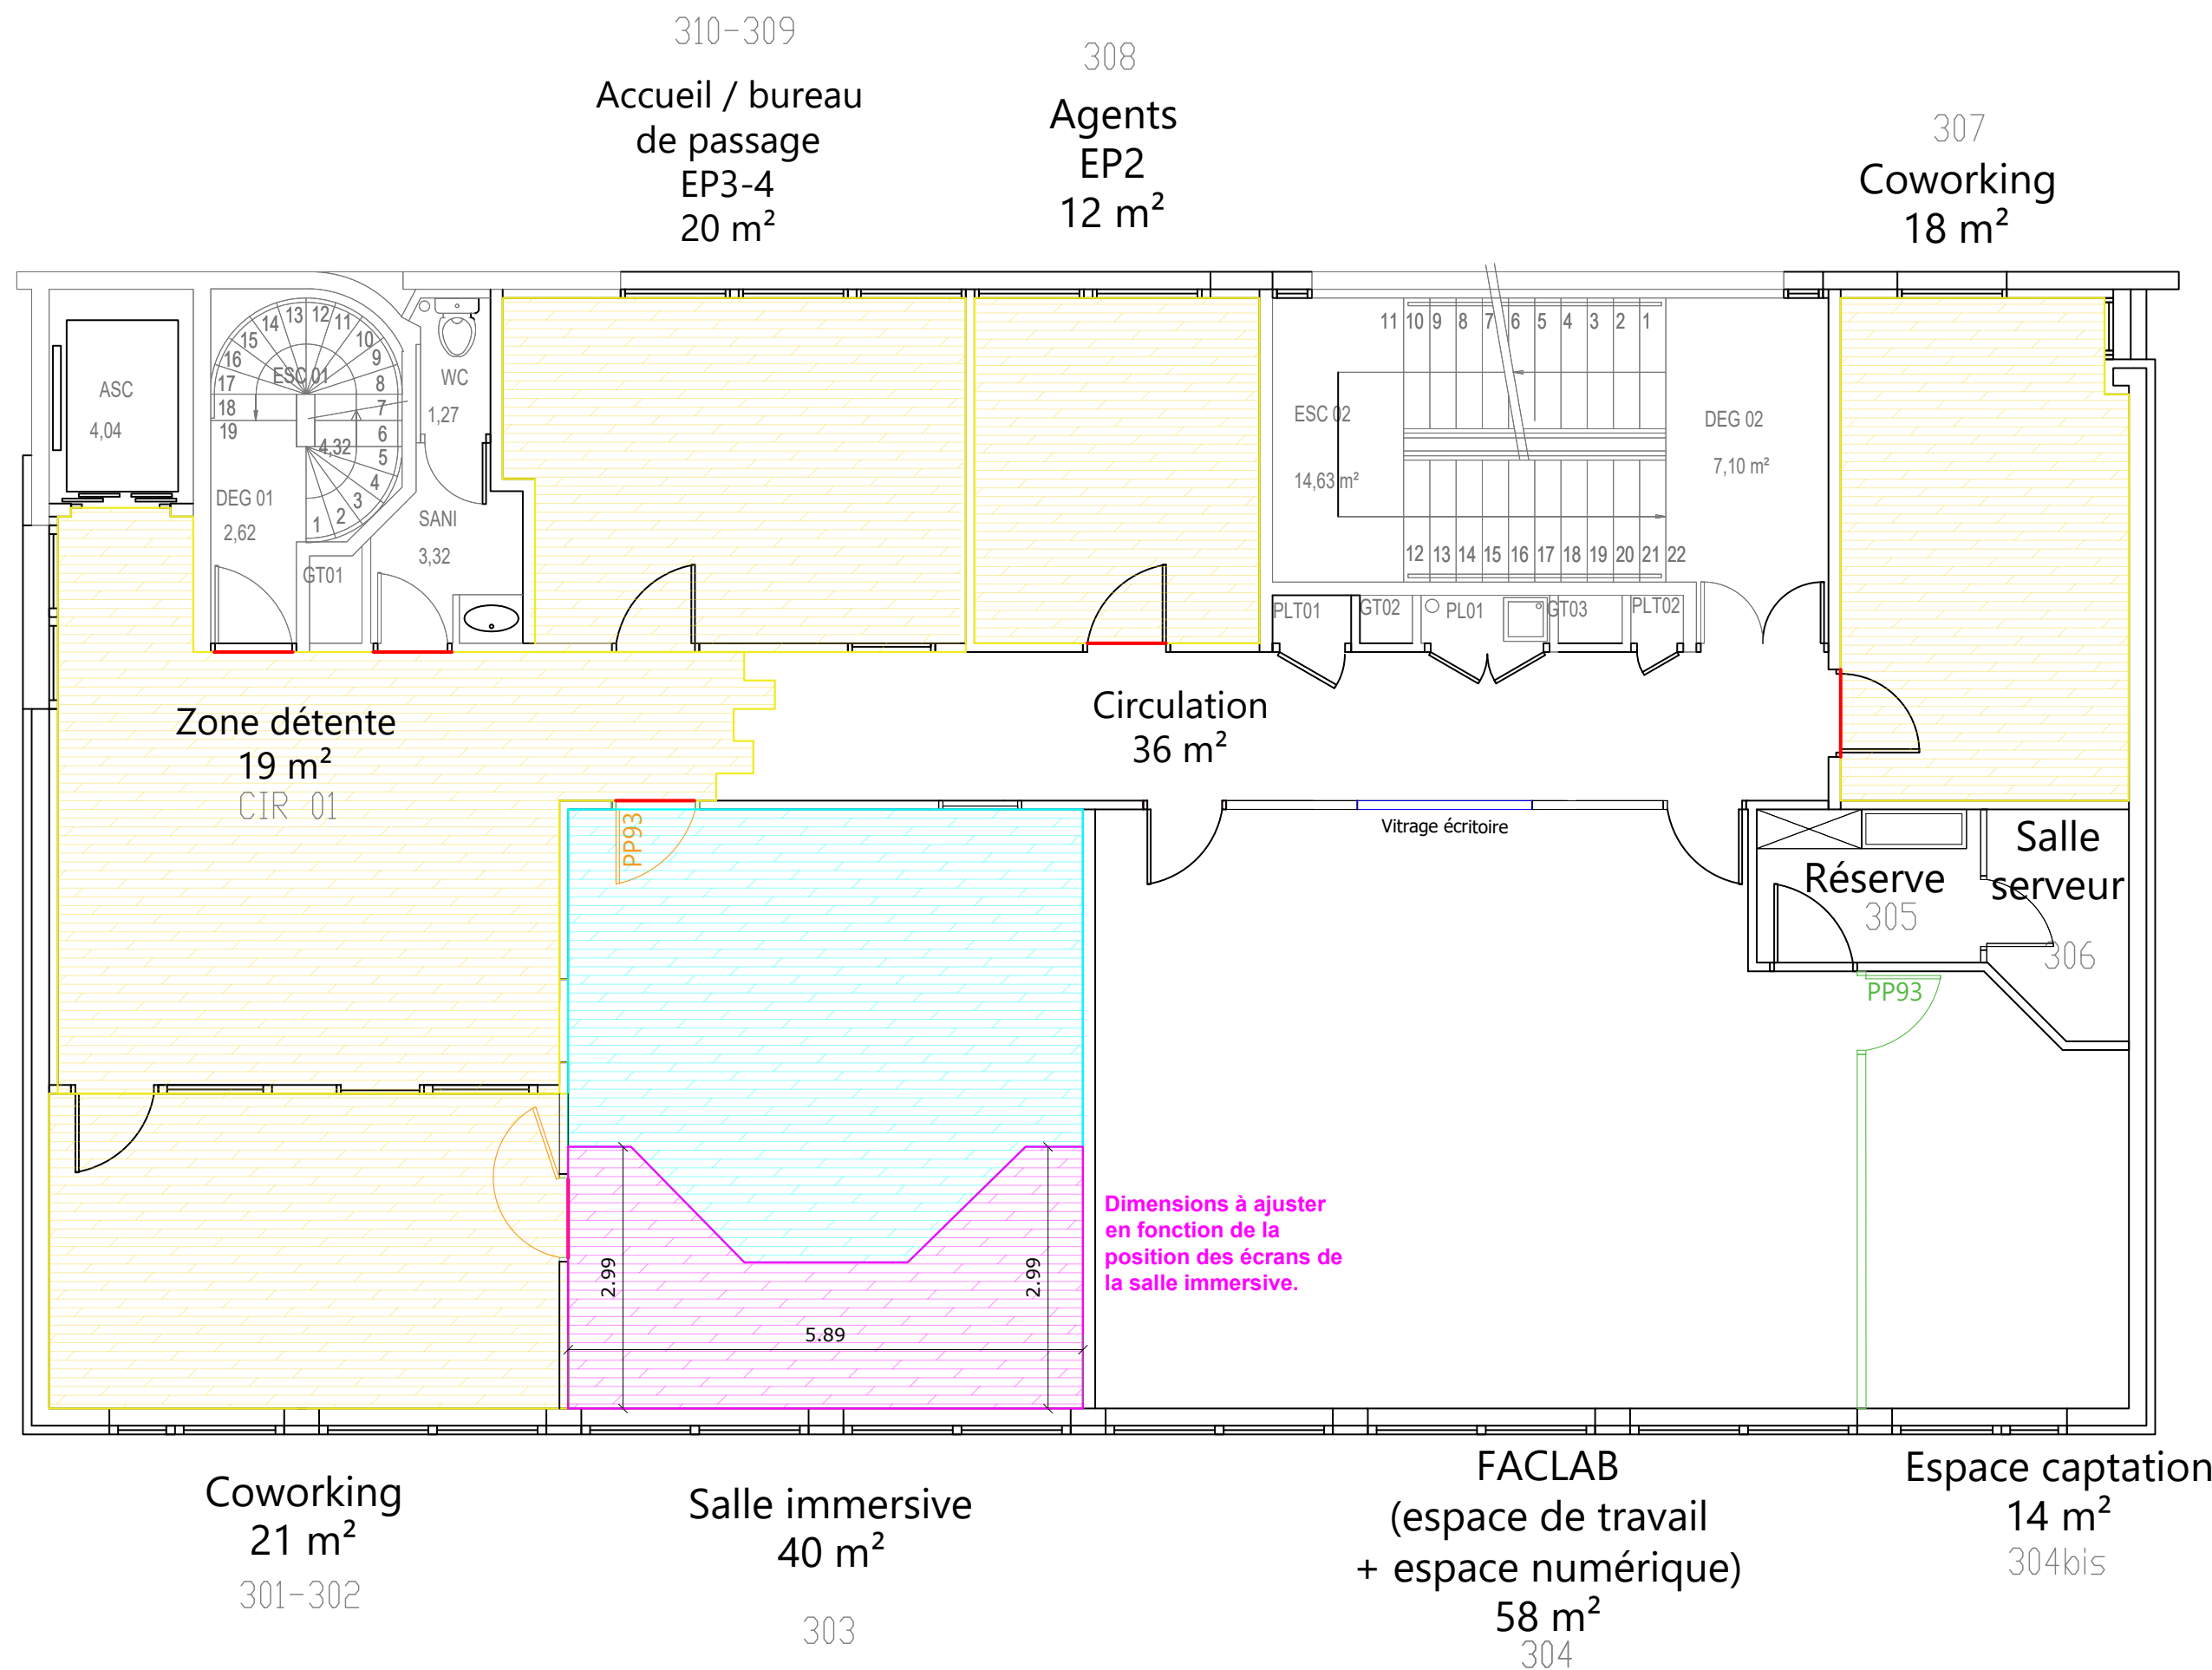 310-309
Accueil / bureau
de passage
EP3-4
20 m²
308
Agents
EP2
12 m²
307
Coworking
18 m²
ASC
4,04
ESC 01
4,32
1 2 3 4 5 6 7 8 9 10 11 12 13 14 15 16 17 18 19
DEG 01
2,62
GT01
WC
1,27
SANI
3,32
11 10 9 8 7 6 5 4 3 2 1
ESC 02
14,63 m²
12 13 14 15 16 17 18 19 20 21 22
DEG 02
7,10 m²
PLT01
GT02
PL01
GT03
PLT02
Zone détente
19 m²
CIR 01
Circulation
36 m²
PP93
Vitrage écritoire
Réserve
305
Salle
serveur
306
PP93
2.99
5.89
2.99
Dimensions à ajuster
en fonction de la
position des écrans de
la salle immersive.
Coworking
21 m²
301-302
Salle immersive
40 m²
303
FACLAB
(espace de travail
+ espace numérique)
58 m²
304
Espace captation
14 m²
304bis